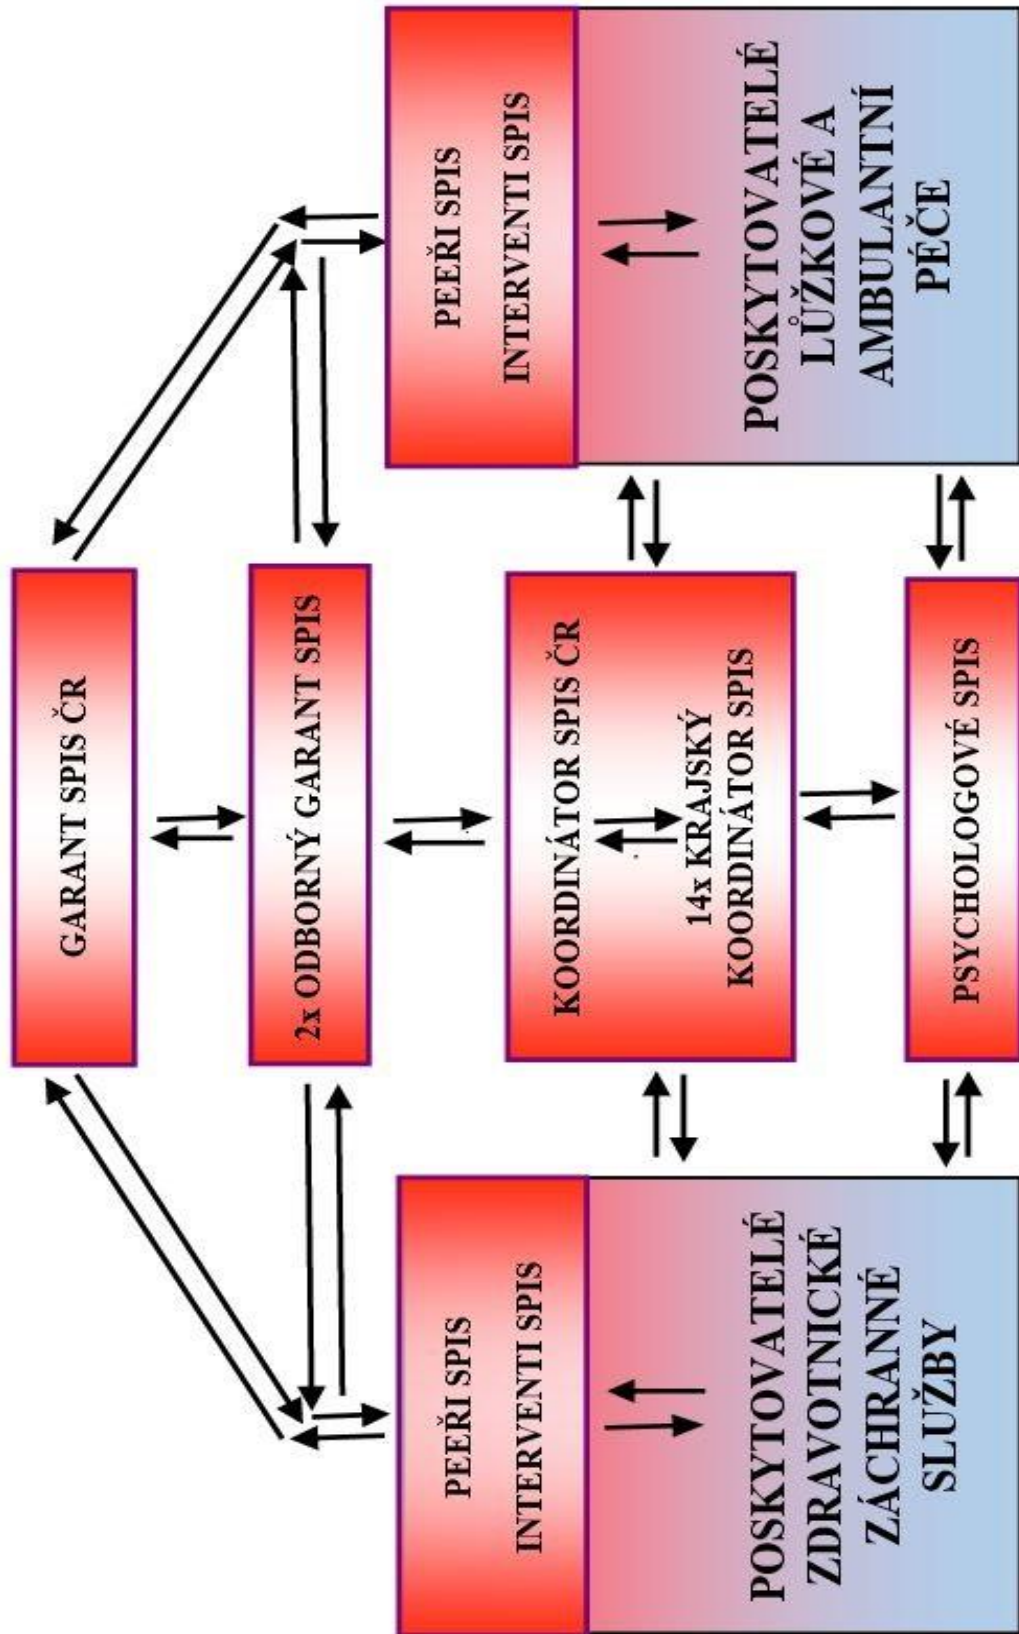 GARANT SPIS ČR
2x ODBORNÝ GARANT SPIS
PEEŘI SPIS
INTERVENTI SPIS
POSKYTOVATELÉ
ZDRAVOTNICKÉ
ZÁCHRANNÉ
SLUŽBY
KOORDINÁTOR SPIS ČR
14x KRAJSKÝ
KOORDINÁTOR SPIS
PSYCHOLOGOVÉ SPIS
PEEŘI SPIS
INTERVENTI SPIS
POSKYTOVATELÉ
LŮŽKOVÉ A
AMBULANTNÍ
PÉČE